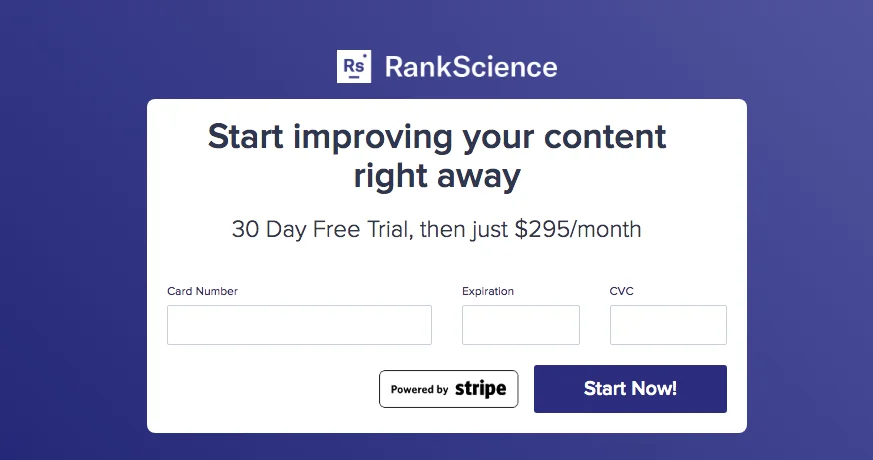 Rs
RankScience
Start improving your content
right away
30 Day Free Trial, then just $295/month
Card Number
Expiration
CVC
Powered by stripe
Start Now!